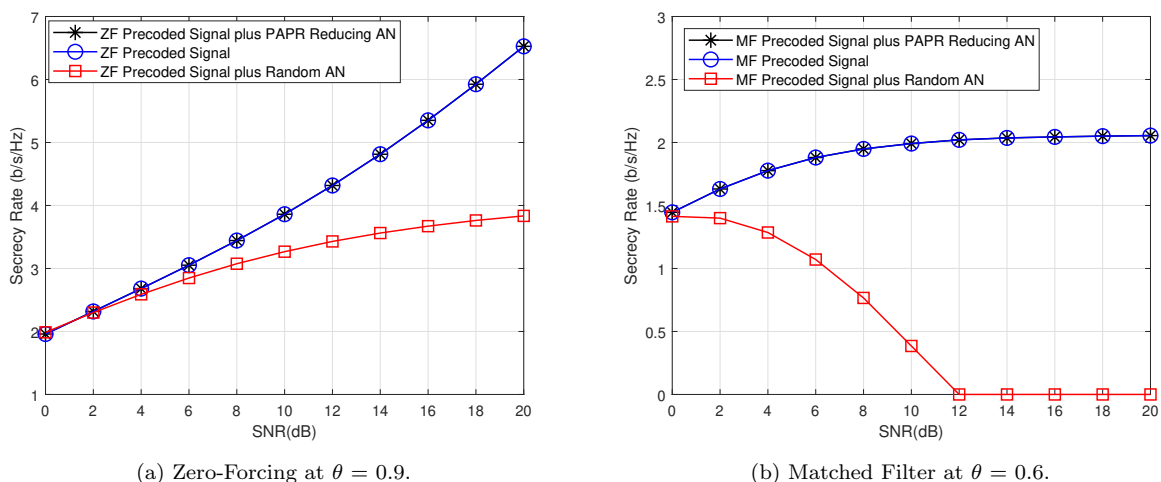 7
6
5
4
3
2
1
Secrecy Rate (b/s/Hz)
ZF Precoded Signal plus PAPR Reducing AN
ZF Precoded Signal
ZF Precoded Signal plus Random AN
0 2 4 6 8 10 12 14 16 18 20
SNR(dB)
(a) Zero-Forcing at θ = 0.9.
3
2.5
2
1.5
1
0.5
0
Secrecy Rate (b/s/Hz)
MF Precoded Signal plus PAPR Reducing AN
MF Precoded Signal
MF Precoded Signal plus Random AN
0 2 4 6 8 10 12 14 16 18 20
SNR(dB)
(b) Matched Filter at θ = 0.6.